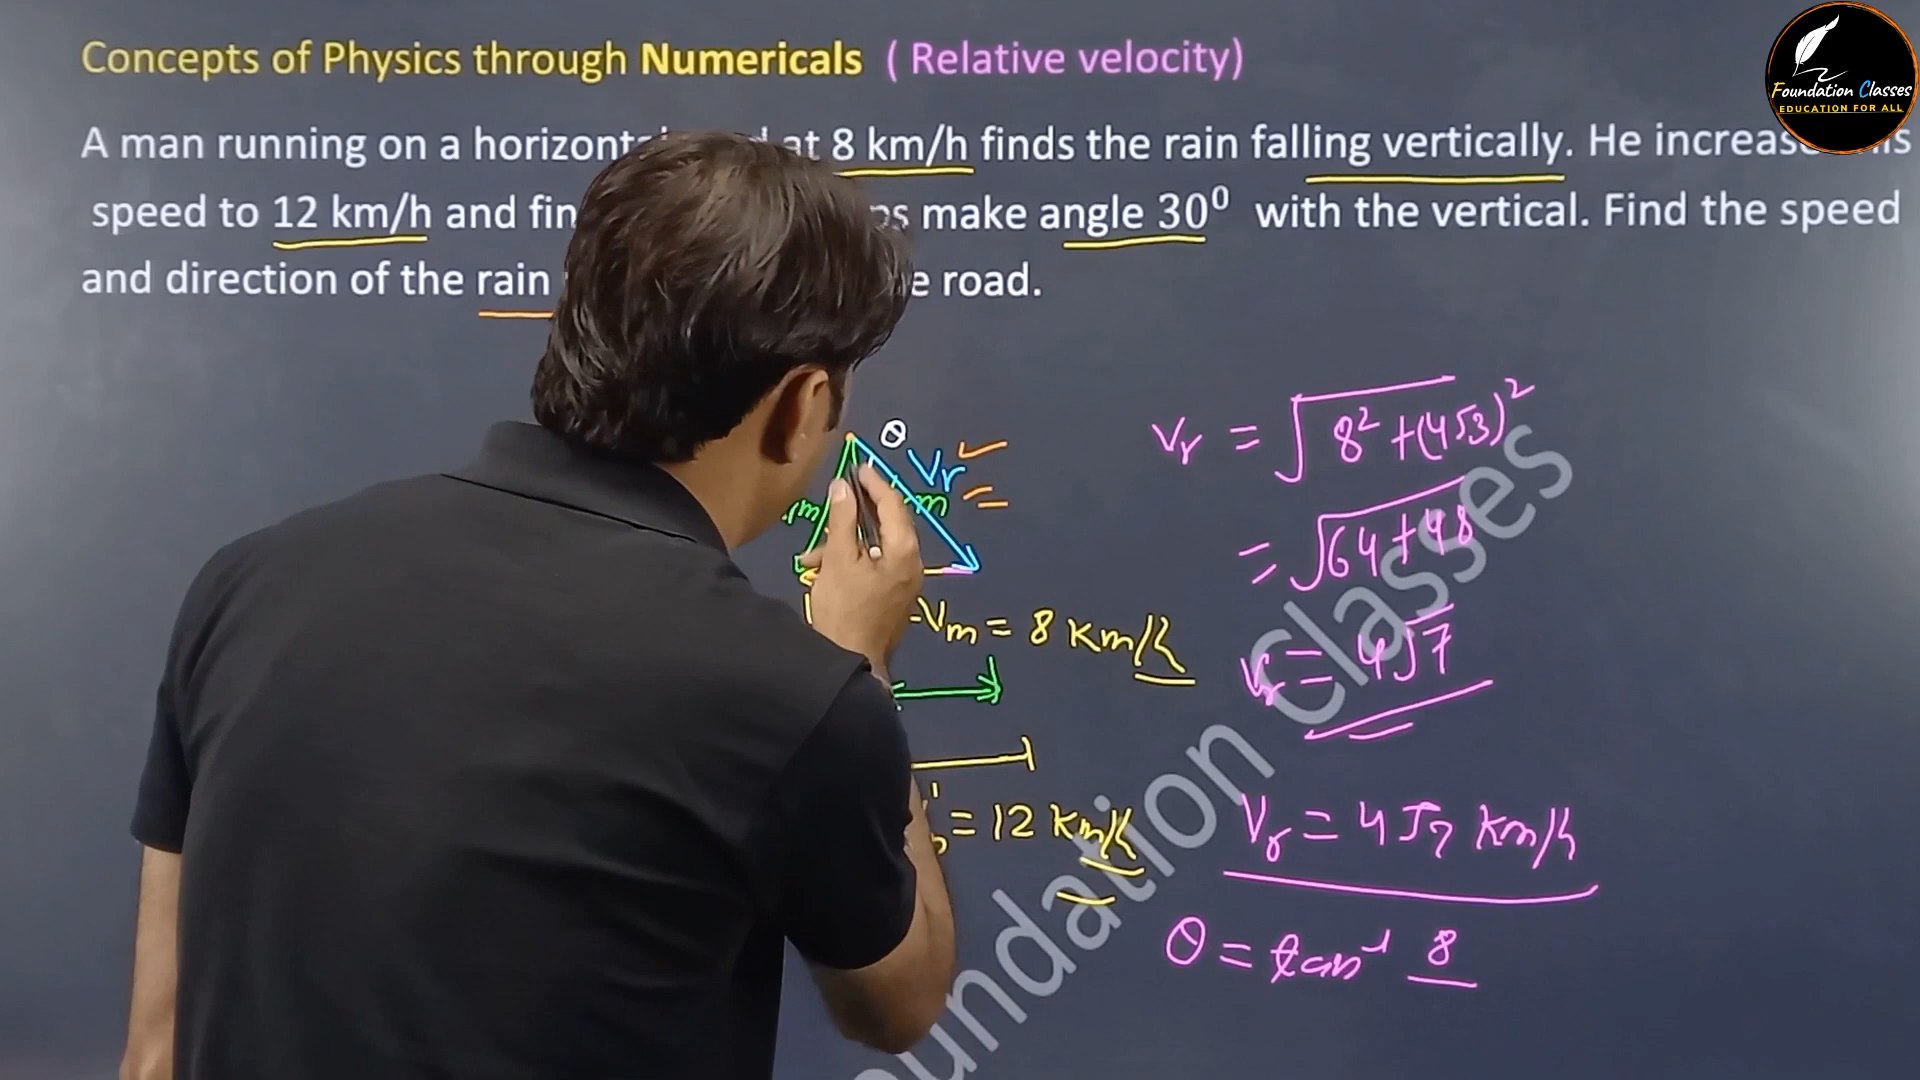 Concepts of Physics through Numericals ( Relative velocity)
Foundation Classes
EDUCATION FOR ALL
A man running on a at 8 km/h finds the rain falling vertically. He
speed to 12 km/h and make angle 30⁰ with the vertical. Find the speed
and direction of the rain road.
θ
Vr
m
m
-Vm = 8 Km/h
= 12 Km/h
Vr = √8² + (4√3)²
= √64+48
Vr = 4√7
Vr = 4√7 Km/h
θ = tan⁻¹ 8
Foundation Classes